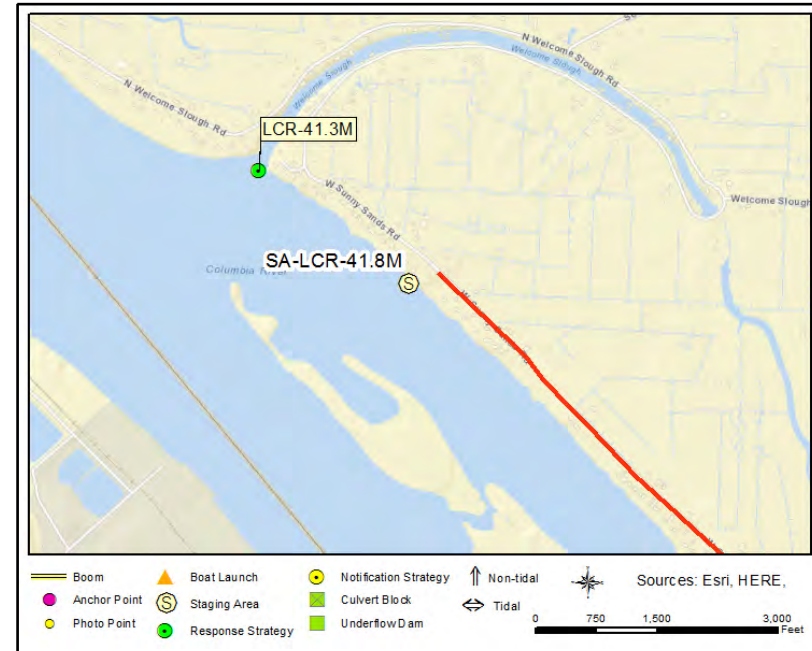 N Welcome Slough Rd
Welcome Slough
N Welcome Slough Rd
Welcome Slough
LCR-41.3M
Welcome Slough
W Sunny Sands Rd
SA-LCR-41.8M
Columbia River
S
Boom
Boat Launch
Notification Strategy
Non-tidal
Sources: Esri, HERE,
Anchor Point
S
Staging Area
Culvert Block
Tidal
Photo Point
Response Strategy
Underflow Dam
0 750 1,500 3,000
Feet